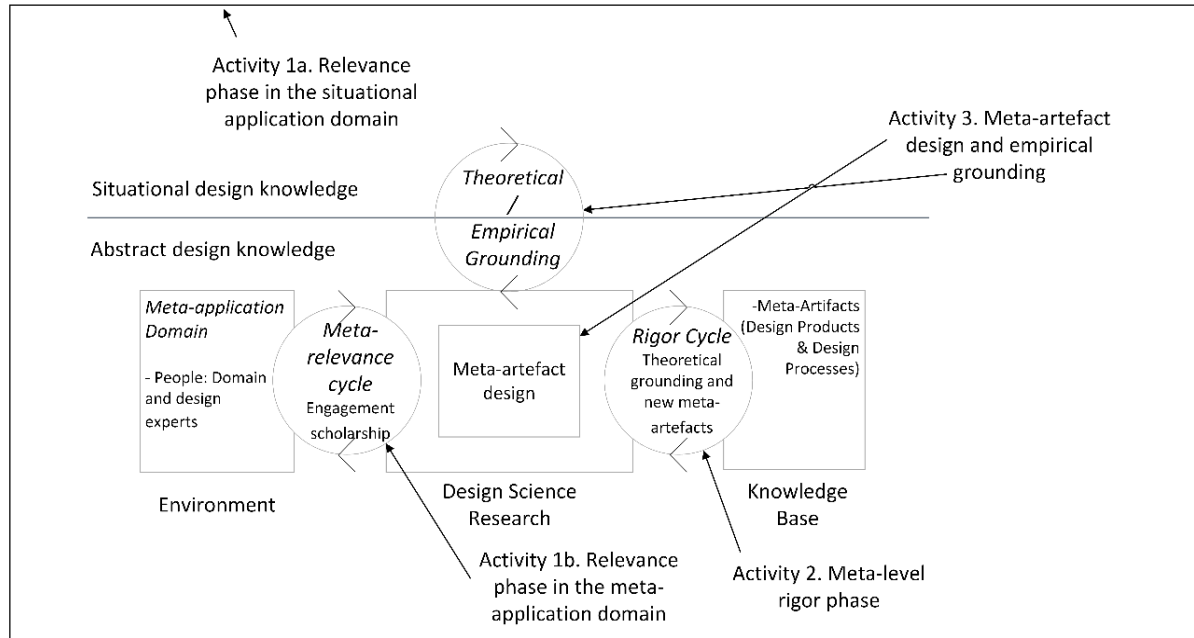 Activity 1a. Relevance
phase in the situational
application domain
Activity 3. Meta-artefact
design and empirical
grounding
Theoretical
/
Empirical
Grounding
Situational design knowledge
Abstract design knowledge
Meta-application
Domain
- People: Domain
and design
experts
Meta-
relevance
cycle
Engagement
scholarship
Meta-artefact
design
Rigor Cycle
Theoretical
grounding and
new meta-
artefacts
-Meta-Artifacts
(Design Products
& Design
Processes)
Environment
Design Science
Research
Knowledge
Base
Activity 1b. Relevance
phase in the meta-
application domain
Activity 2. Meta-level
rigor phase